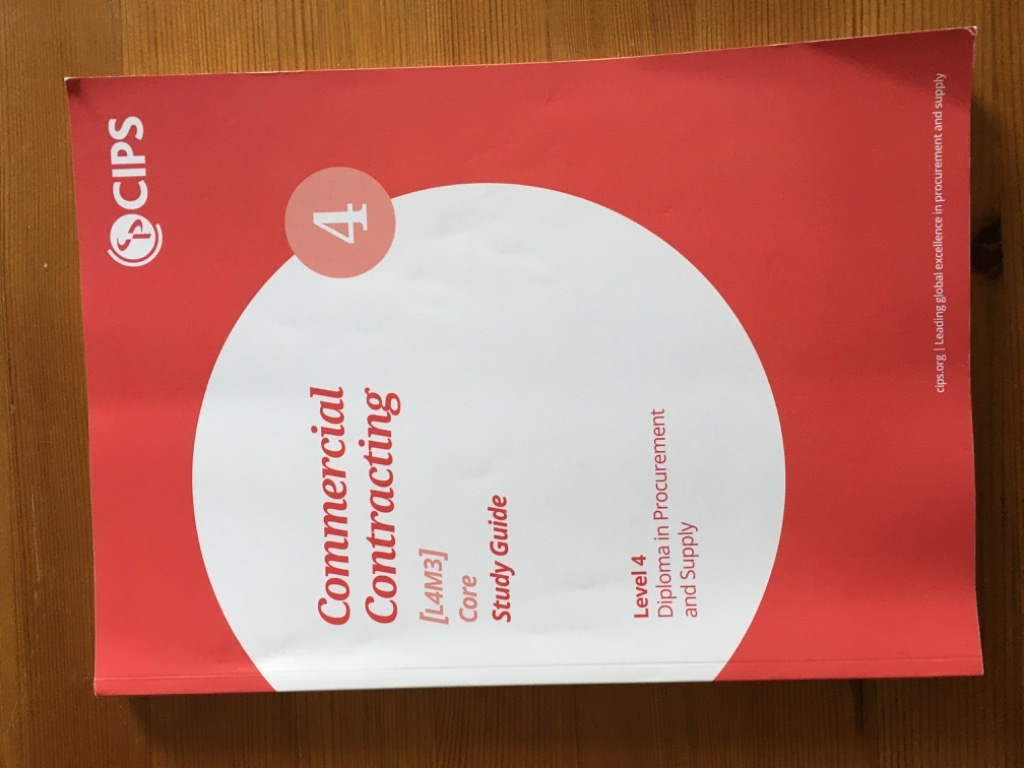 CIPS
4
Commercial
Contracting
[L4M3]
Core
Study Guide
Level 4
Diploma in Procurement
and Supply
cips.org | Leading global excellence in procurement and supply